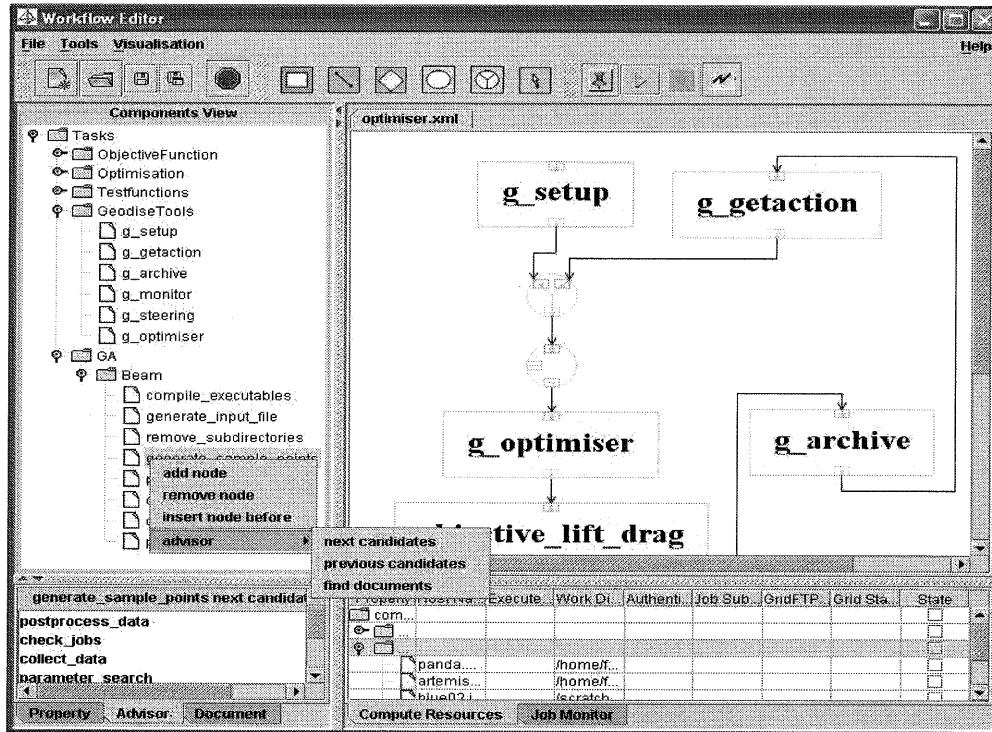 Workflow Editor
File Tools Visualisation Help
Components View
Tasks
ObjectiveFunction
Optimisation
Testfunctions
GeodiseTools
g_setup
g_getaction
g_archive
g_monitor
g_steering
g_optimiser
GA
Beam
compile_executables
generate_input_file
remove_subdirectories
generate_sample_points
add node
remove node
insert node before
advisor
next candidates
previous candidates
find documents
optimiser.xml
g_setup
g_getaction
g_optimiser
g_archive
tive_lift_drag
generate_sample_points next candidat
postprocess_data
check_jobs
collect_data
parameter_search
Property Advisor Document
Execute... Work Di... Authenti... Job Sub... GridFTP... Grid Sta... State
com...
...
...
panda.... /home/f...
artemis... /home/f...
blue02.i... /scratch...
Compute Resources Job Monitor